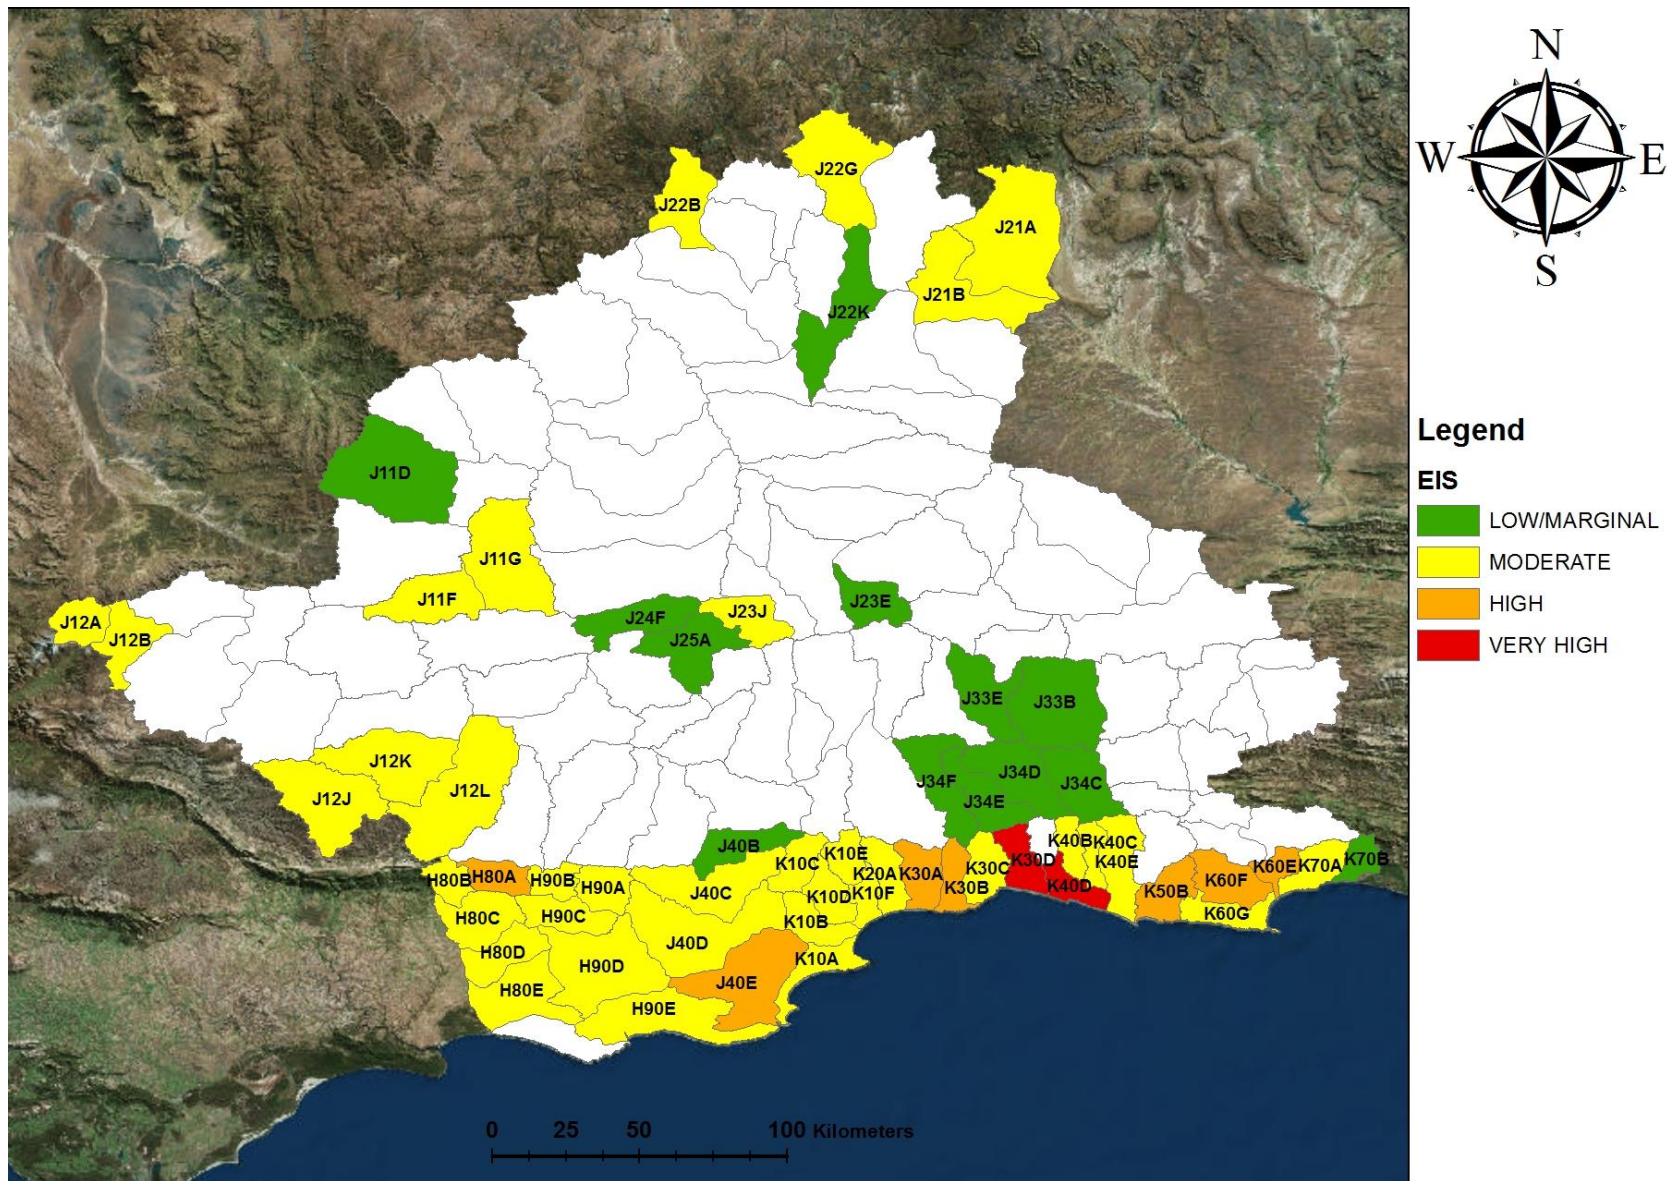 N
W
E
S
J22G
J22B
J21A
J21B
J22K
Legend
EIS
LOW/MARGINAL
MODERATE
HIGH
VERY HIGH
J11D
J11G
J11F
J12A
J12B
J24F
J23J
J23E
J25A
J33E
J33B
J12K
J12L
J12J
J34D
J34F
J34C
J34E
J40B
K10E
K10C
K40B
K40C
K30D
K40E
H80B
H80A
H90B
H90A
K20A
K30A
K30C
K60E
K70A
K70B
J40C
K10D
K10F
K30B
K40D
K50B
K60F
H80C
H90C
K10B
K60G
H80D
H90D
J40D
K10A
H80E
J40E
H90E
0 25 50 100 Kilometers